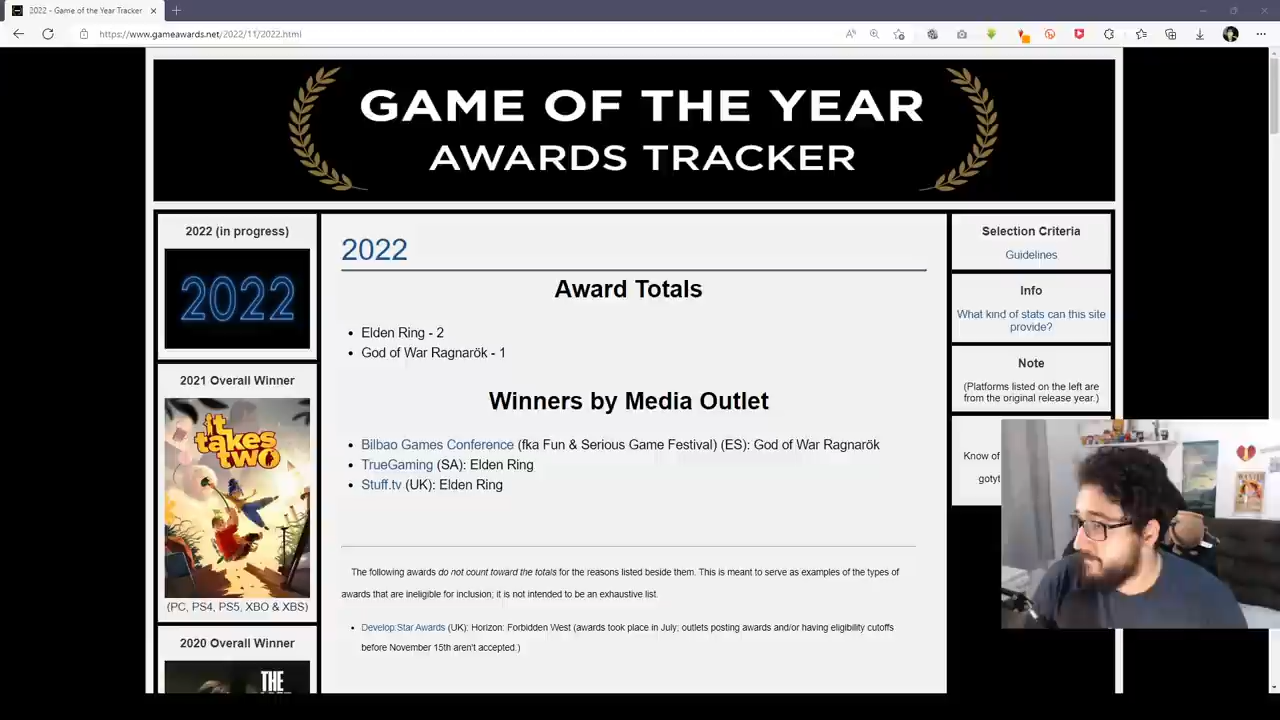 2022 - Game of the Year Tracker
https://www.gameawards.net/2022/11/2022.html
GAME OF THE YEAR
AWARDS TRACKER
2022 (in progress)
2022
2021 Overall Winner
it
takes
two
(PC, PS4, PS5, XBO & XBS)
2020 Overall Winner
THE
2022
Award Totals
• Elden Ring - 2
• God of War Ragnarök - 1
Winners by Media Outlet
• Bilbao Games Conference (fka Fun & Serious Game Festival) (ES): God of War Ragnarök
• TrueGaming (SA): Elden Ring
• Stuff.tv (UK): Elden Ring
The following awards do not count toward the totals for the reasons listed beside them. This is meant to serve as examples of the types of
awards that are ineligible for inclusion; it is not intended to be an exhaustive list.
• Develop:Star Awards (UK): Horizon: Forbidden West (awards took place in July; outlets posting awards and/or having eligibility cutoffs
before November 15th aren't accepted.)
Selection Criteria
Guidelines
Info
What kind of stats can this site
provide?
Note
(Platforms listed on the left are
from the original release year.)
Know of
gotyt